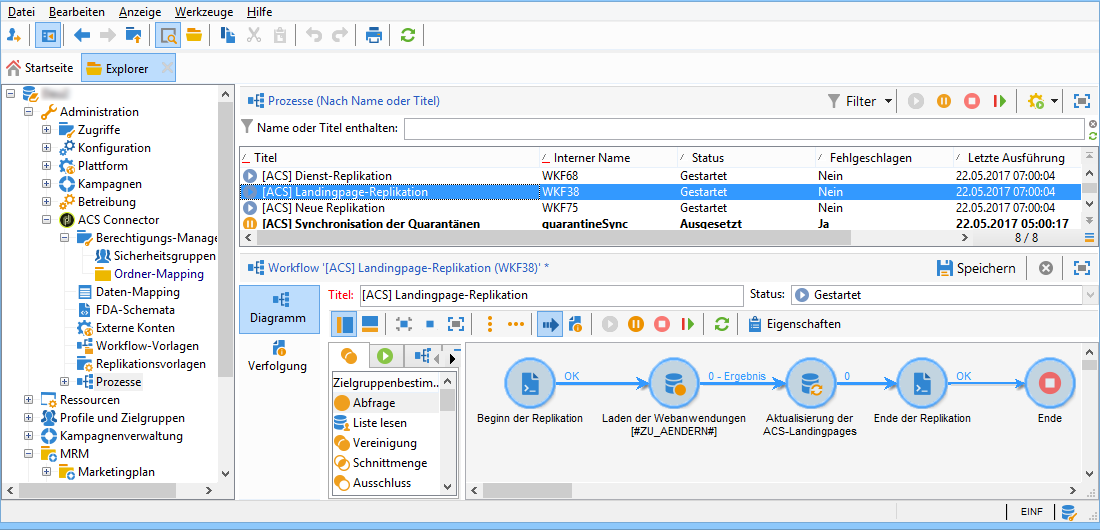 Datei Bearbeiten Anzeige Werkzeuge Hilfe
Startseite Explorer
Administration
Zugriffe
Konfiguration
Plattform
Kampagnen
Betreibung
ACS Connector
Berechtigungs-Manage
Sicherheitsgruppen
Ordner-Mapping
Daten-Mapping
FDA-Schemata
Externe Konten
Workflow-Vorlagen
Replikationsvorlagen
Prozesse
Ressourcen
Profile und Zielgruppen
Kampagnenverwaltung
MRM
Marketingplan
Prozesse (Nach Name oder Titel) Filter
Name oder Titel enthalten:
Titel Interner Name Status Fehlgeschlagen Letzte Ausführung
[ACS] Dienst-Replikation WKF68 Gestartet Nein 22.05.2017 07:00:04
[ACS] Landingpage-Replikation WKF38 Gestartet Nein 22.05.2017 07:00:04
[ACS] Neue Replikation WKF75 Gestartet Nein 22.05.2017 07:00:04
[ACS] Synchronisation der Quarantänen quarantineSync Ausgesetzt Ja 22.05.2017 05:00:17
8 / 8
Workflow '[ACS] Landingpage-Replikation (WKF38)' * Speichern
Diagramm
Verfolgung
Titel: [ACS] Landingpage-Replikation Status: Gestartet
Eigenschaften
Zielgruppenbestim...
Abfrage
Liste lesen
Vereinigung
Schnittmenge
Ausschluss
OK 0 - Ergebnis 0 OK
Beginn der Replikation Laden der Webanwendungen Aktualisierung der Ende der Replikation Ende
[#ZU_AENDERN#] ACS-Landingpages
EINF